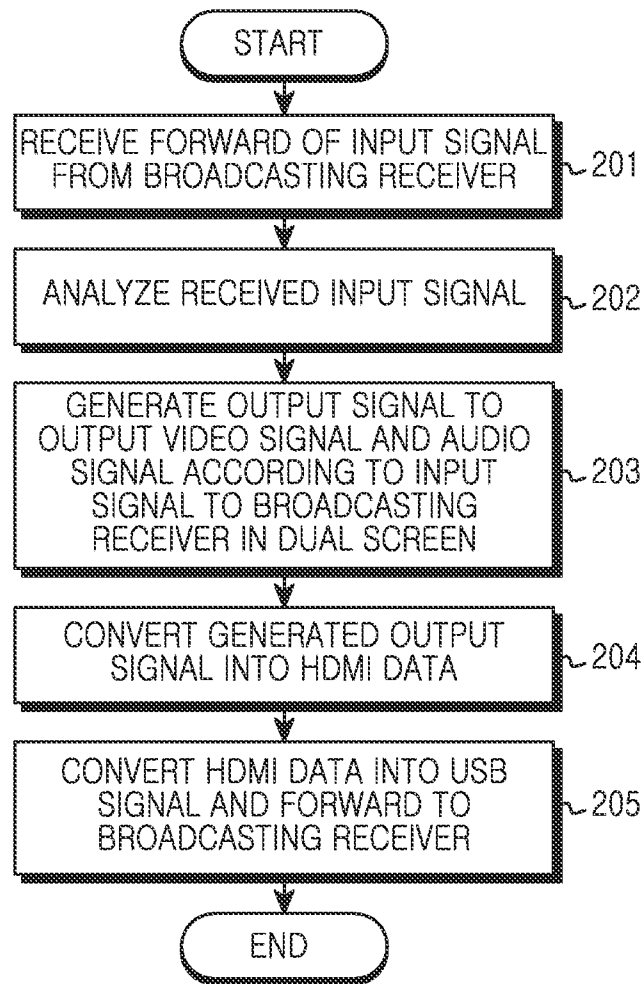 START
RECEIVE FORWARD OF INPUT SIGNAL
FROM BROADCASTING RECEIVER
201
ANALYZE RECEIVED INPUT SIGNAL
202
GENERATE OUTPUT SIGNAL TO
OUTPUT VIDEO SIGNAL AND AUDIO
SIGNAL ACCORDING TO INPUT
SIGNAL TO BROADCASTING
RECEIVER IN DUAL SCREEN
203
CONVERT GENERATED OUTPUT
SIGNAL INTO HDMI DATA
204
CONVERT HDMI DATA INTO USB
SIGNAL AND FORWARD TO
BROADCASTING RECEIVER
205
END